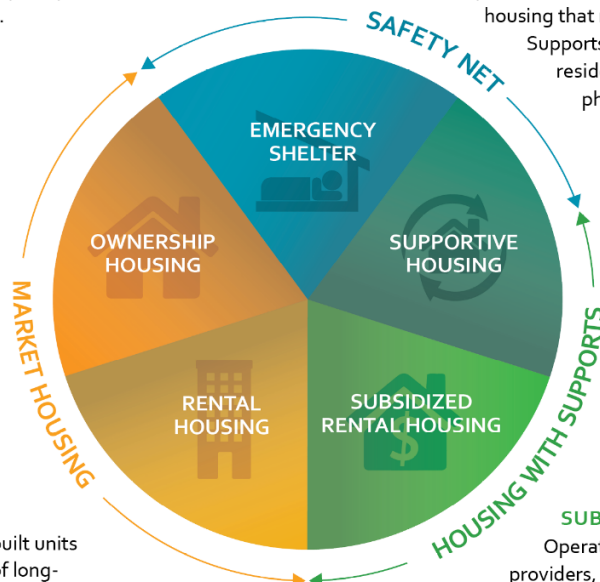 housing that
Supports
resid
ph
SAFETY NET
EMERGENCY
SHELTER
OWNERSHIP
HOUSING
SUPPORTIVE
HOUSING
MARKET HOUSING
RENTAL
HOUSING
SUBSIDIZED
RENTAL HOUSING
$
HOUSING WITH SUPPORTS
uilt units
of long-
SUB
Operat
providers,